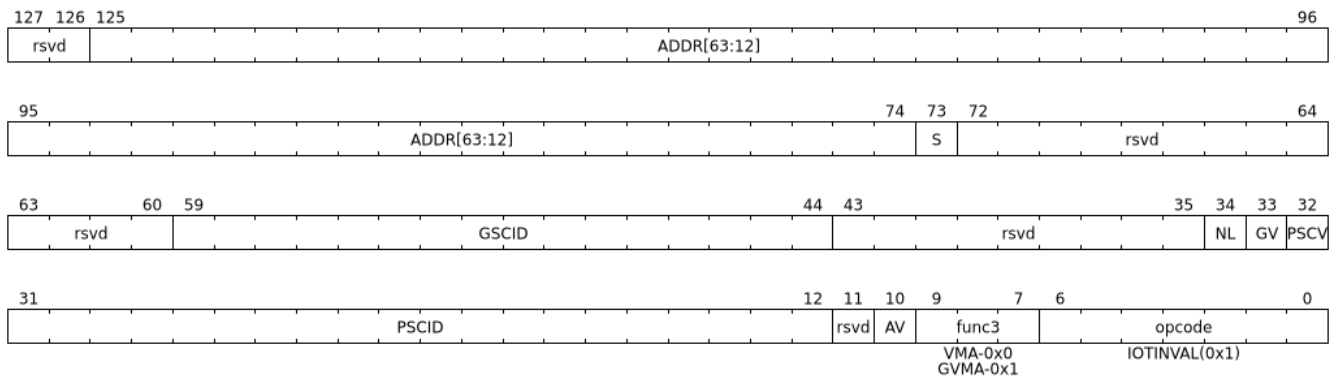 127 126 125 96
rsvd ADDR[63:12]
95 74 73 72 64
ADDR[63:12] S rsvd
63 60 59 44 43 35 34 33 32
rsvd GSCID rsvd NL GV PSCV
31 12 11 10 9 7 6 0
PSCID rsvd AV func3 opcode
VMA-0x0 IOTINVAL(0x1)
GVMA-0x1